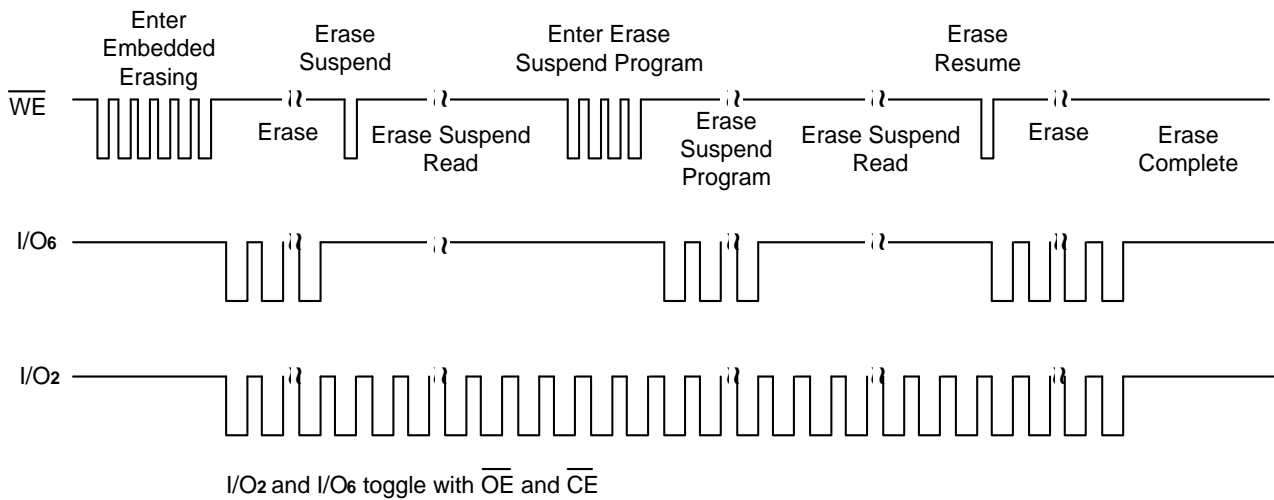 Enter
Embedded
Erasing
Erase
Suspend
Enter Erase
Suspend Program
Erase
Resume
WE
Erase
Erase Suspend
Read
Erase
Suspend
Program
Erase Suspend
Read
Erase
Erase
Complete
I/O6
I/O2
I/O2 and I/O6 toggle with OE and CE